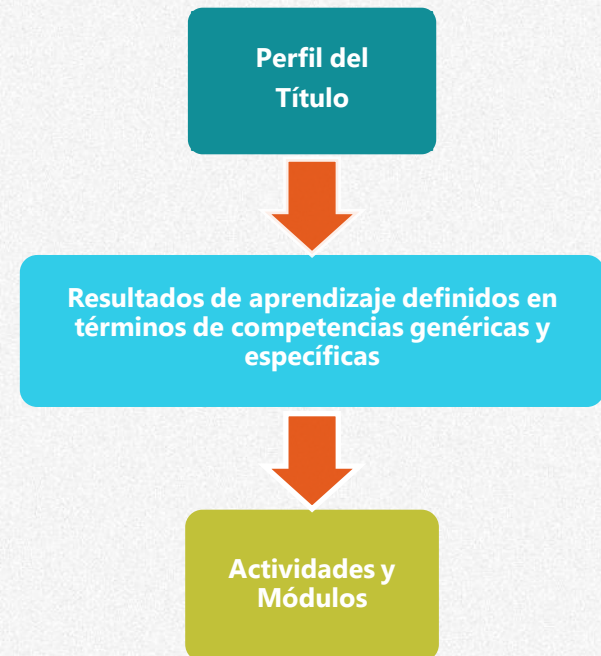 Perfil del
Título
Resultados de aprendizaje definidos en
términos de competencias genéricas y
específicas
Actividades y
Módulos